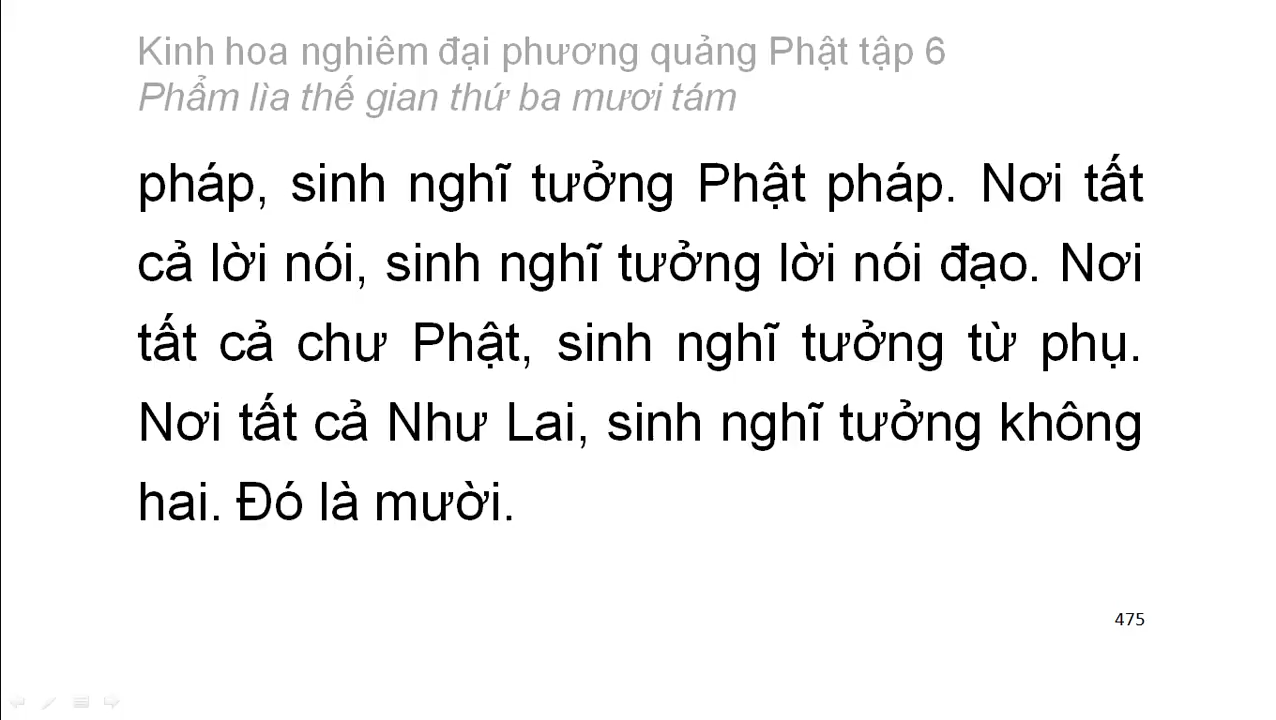 Kinh hoa nghiêm đại phương quảng Phật tập 6
Phẩm lìa thế gian thứ ba mươi tám
pháp, sinh nghĩ tưởng Phật pháp. Nơi tất
cả lời nói, sinh nghĩ tưởng lời nói đạo. Nơi
tất cả chư Phật, sinh nghĩ tưởng từ phụ.
Nơi tất cả Như Lai, sinh nghĩ tưởng không
hai. Đó là mười.
475